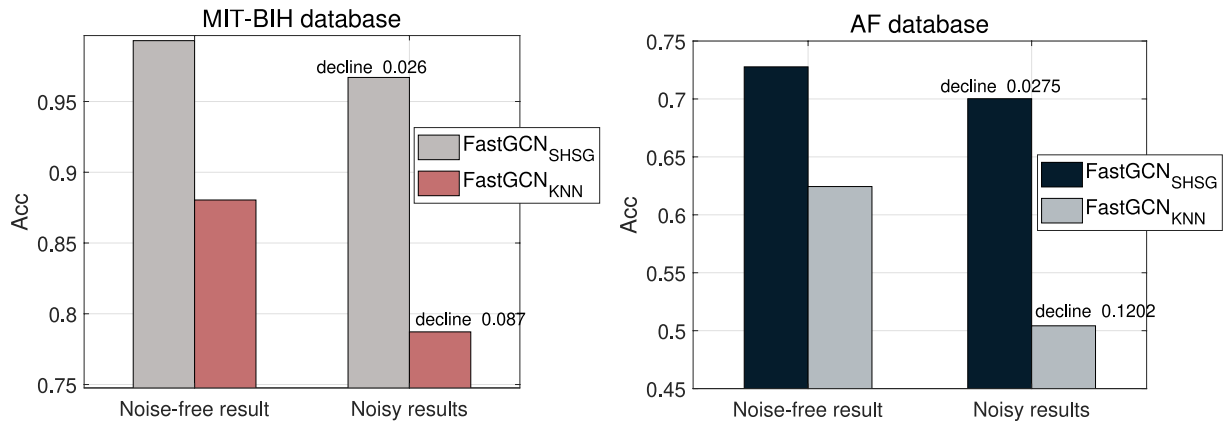 MIT-BIH database
Acc
0.95
0.9
0.85
0.8
0.75
decline 0.026
decline 0.087
FastGCN_SHSG
FastGCN_KNN
Noise-free result
Noisy results
AF database
Acc
0.75
0.7
0.65
0.6
0.55
0.5
0.45
decline 0.0275
decline 0.1202
FastGCN_SHSG
FastGCN_KNN
Noise-free result
Noisy results